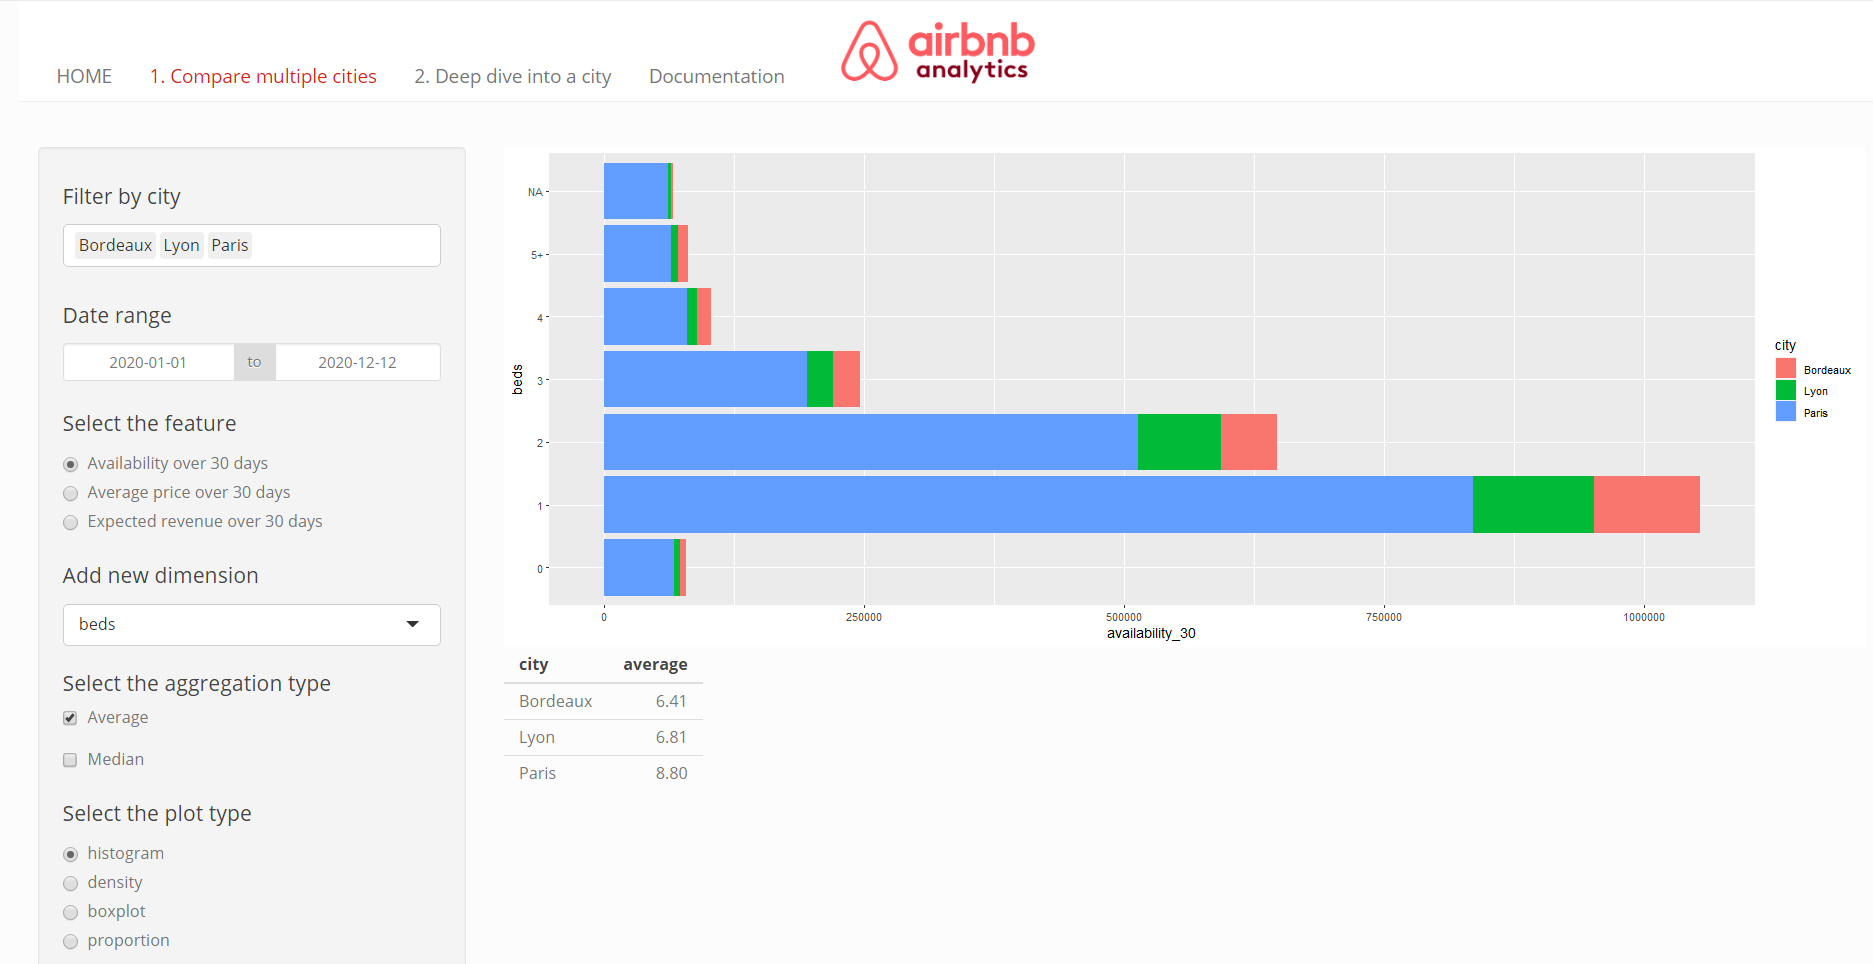 airbnb
analytics
HOME 1. Compare multiple cities 2. Deep dive into a city Documentation
Filter by city
Bordeaux Lyon Paris
Date range
2020-01-01 to 2020-12-12
Select the feature
Availability over 30 days
Average price over 30 days
Expected revenue over 30 days
Add new dimension
beds
Select the aggregation type
Average
Median
Select the plot type
histogram
density
boxplot
proportion
beds
NA
5+
4
3
2
1
0
0 250000 500000 750000 1000000
availability_30
city
Bordeaux
Lyon
Paris
city average
Bordeaux 6.41
Lyon 6.81
Paris 8.80